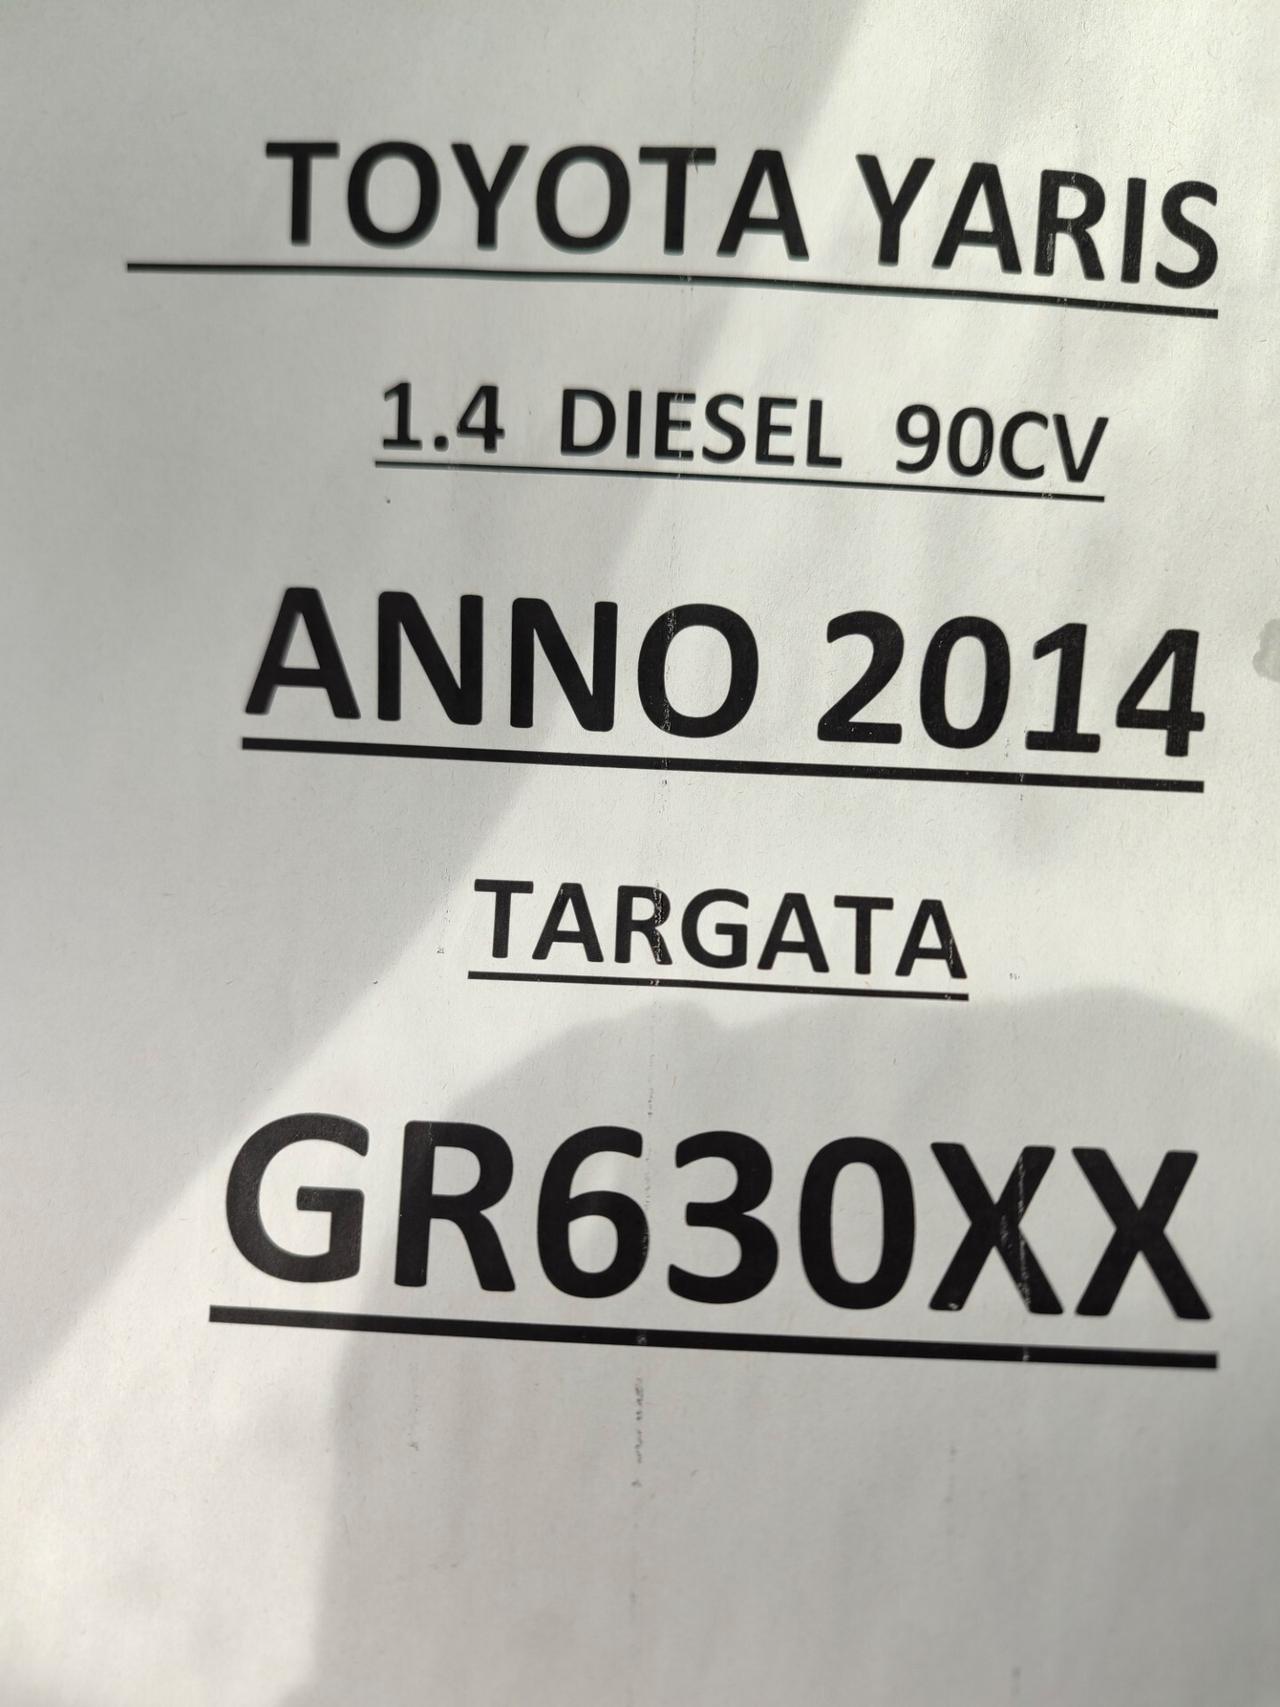 TOYOTA YARIS
1.4 DIESEL 90CV
ANNO 2014
TARGATA
GR630XX